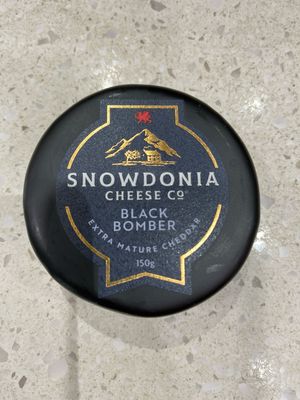 SNOWDONIA
CHEESE CO
BLACK
BOMBER
EXTRA MATURE CHEDDAR
150g